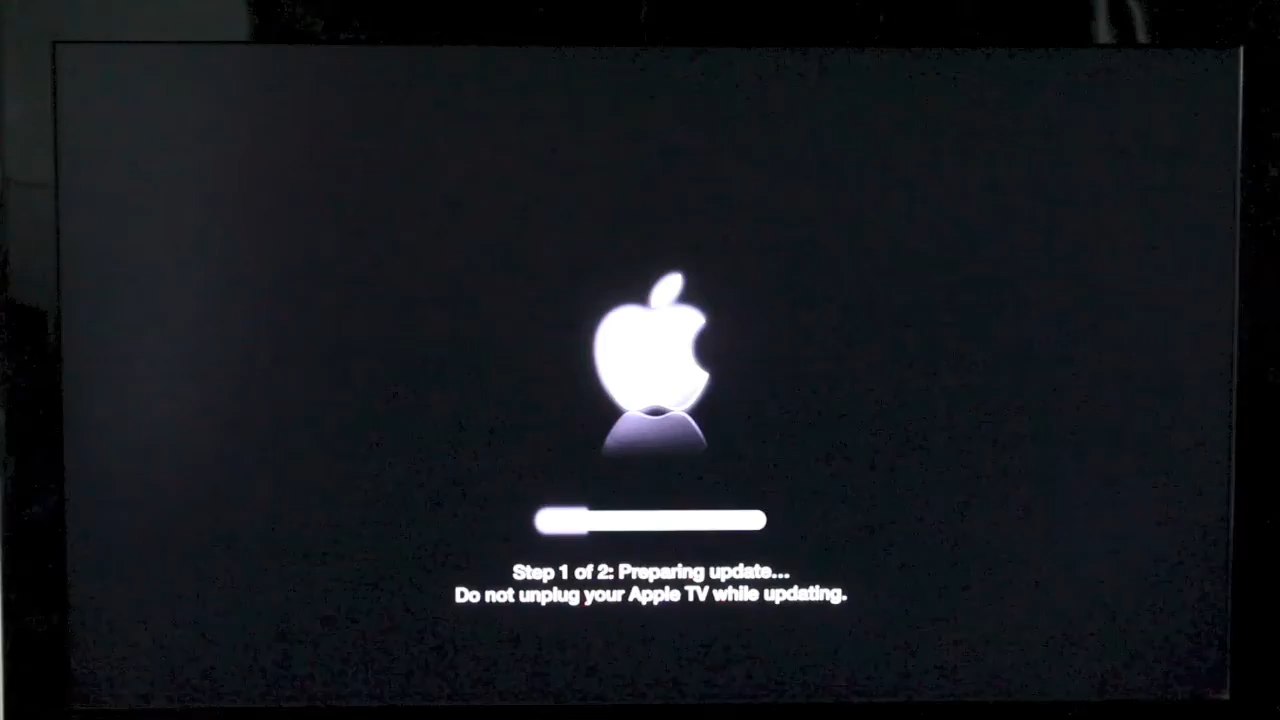 Step 1 of 2: Preparing update...
Do not unplug your Apple TV while updating.